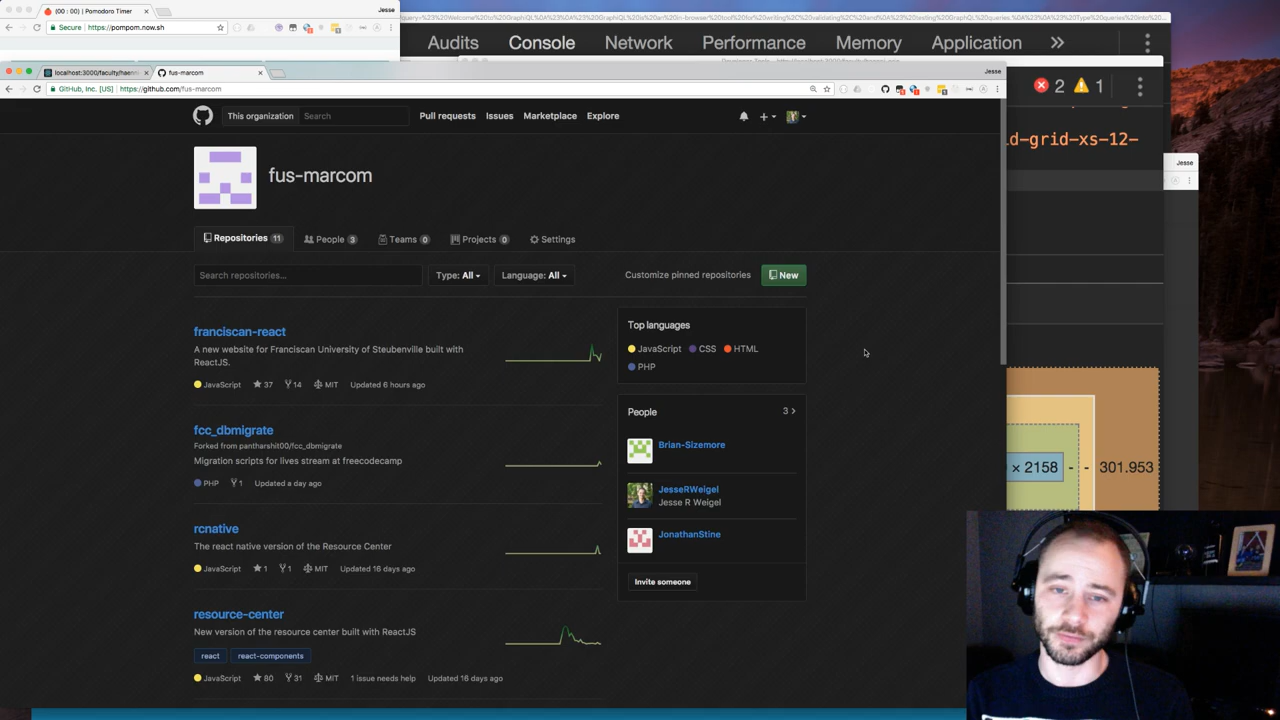 (00 : 00) | Pomodoro Timer
Jesse
Secure | https://pompom.now.sh
Audits Console Network Performance Memory Application »
localhost:3000/faculty/haenn
fus-marcom
Jesse
GitHub, Inc. [US] | https://github.com/fus-marcom
2 1
This organization Search Pull requests Issues Marketplace Explore
d-grid-xs-12-
Jesse
fus-marcom
Repositories 11 People 3 Teams 0 Projects 0 Settings
Search repositories... Type: All Language: All Customize pinned repositories New
franciscan-react
A new website for Franciscan University of Steubenville built with
ReactJS.
JavaScript 37 14 MIT Updated 6 hours ago
Top languages
JavaScript CSS HTML
PHP
fcc_dbmigrate
Forked from pantharshit00/fcc_dbmigrate
Migration scripts for lives stream at freecodecamp
PHP 1 Updated a day ago
People 3 >
Brian-Sizemore
JesseRWeigel
Jesse R Weigel
JonathanStine
Invite someone
× 2158 - - 301.953
rcnative
The react native version of the Resource Center
JavaScript 1 1 MIT Updated 16 days ago
resource-center
New version of the resource center built with ReactJS
react react-components
JavaScript 80 31 MIT 1 issue needs help Updated 16 days ago